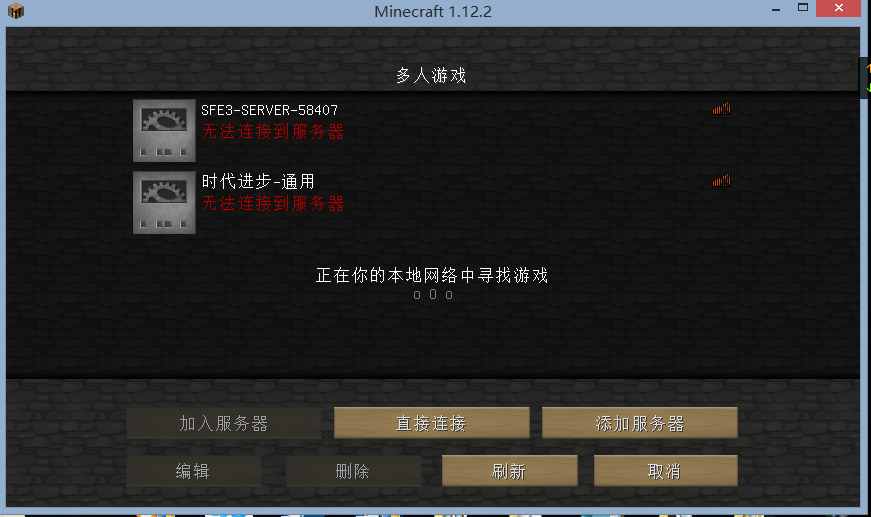 Minecraft 1.12.2
多人游戏
SFE3-SERVER-58407
无法连接到服务器
时代进步-通用
无法连接到服务器
正在你的本地网络中寻找游戏
o O o
加入服务器 直接连接 添加服务器
编辑 删除 刷新 取消